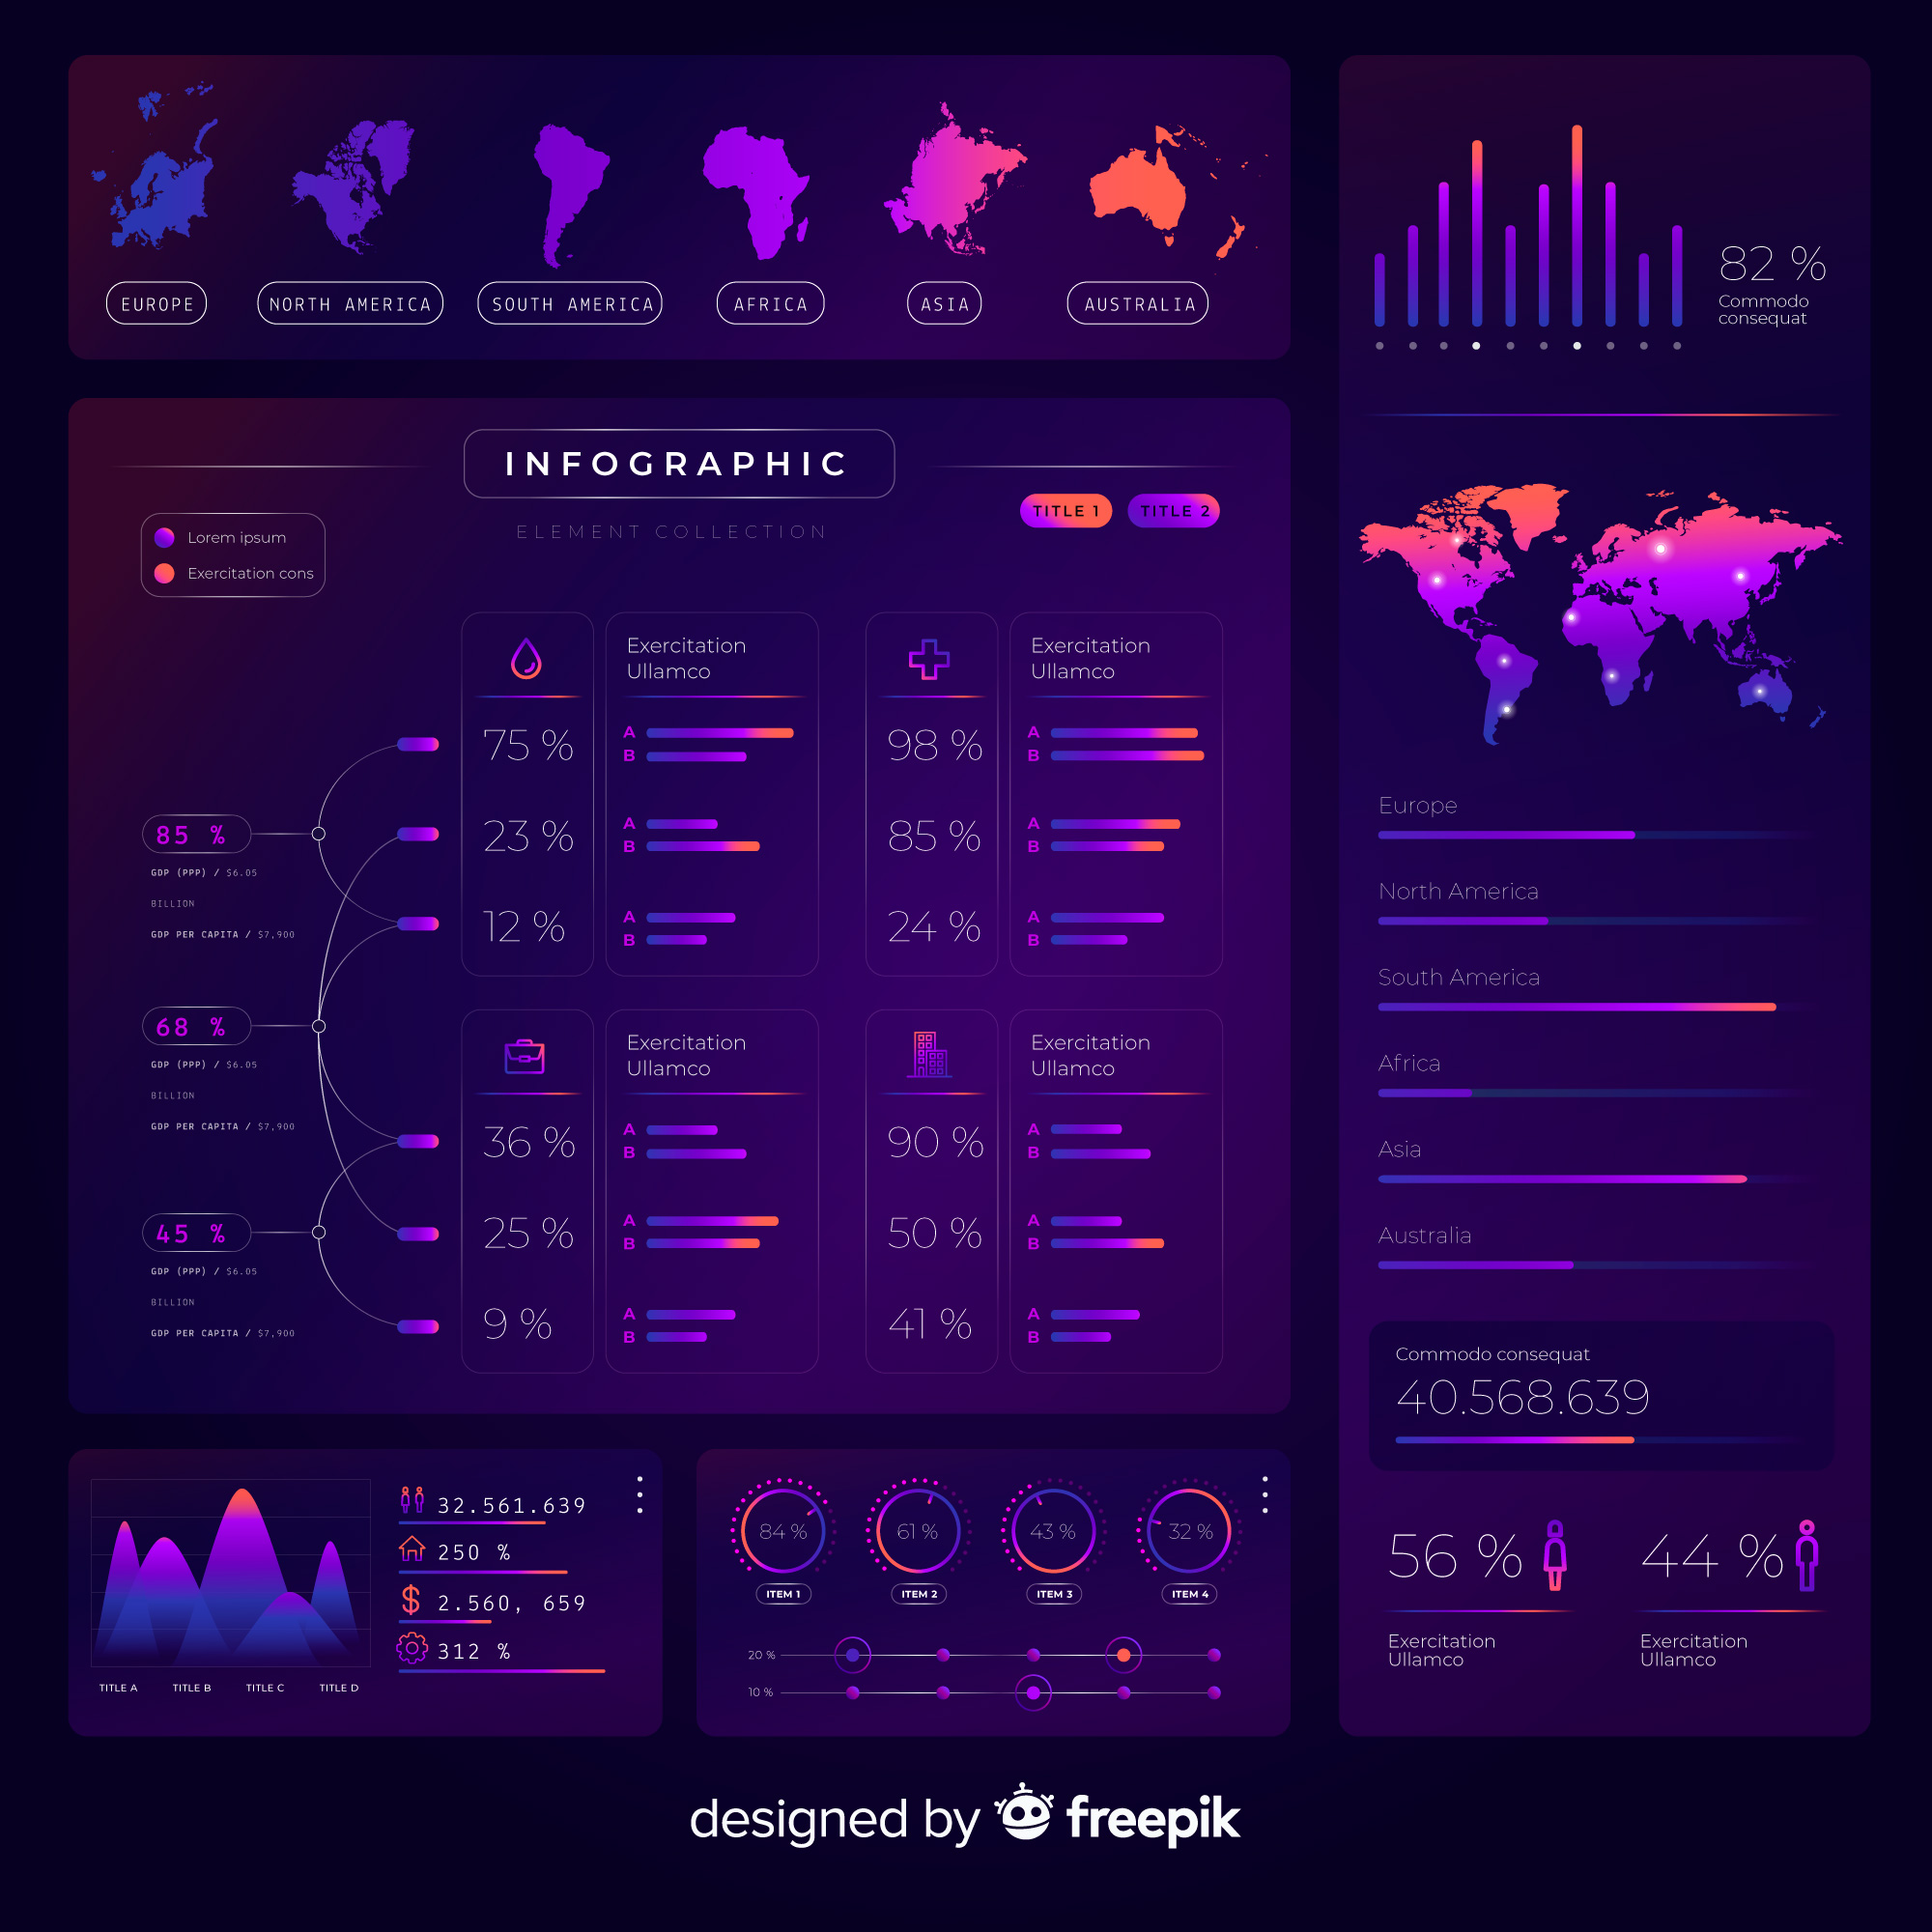 EUROPE
NORTH AMERICA
SOUTH AMERICA
AFRICA
ASIA
AUSTRALIA
INFOGRAPHIC
ELEMENT COLLECTION
TITLE 1
TITLE 2
Lorem ipsum
Exercitation cons
85 %
GDP (PPP) / $6.05
BILLION
GDP PER CAPITA / $7,900
68 %
GDP (PPP) / $6.05
BILLION
GDP PER CAPITA / $7,900
45 %
GDP (PPP) / $6.05
BILLION
GDP PER CAPITA / $7,900
75 %
23 %
12 %
Exercitation
Ullamco
A
B
A
B
A
B
98 %
85 %
24 %
Exercitation
Ullamco
A
B
A
B
A
B
36 %
25 %
9 %
Exercitation
Ullamco
A
B
A
B
A
B
90 %
50 %
41 %
Exercitation
Ullamco
A
B
A
B
A
B
TITLE A
TITLE B
TITLE C
TITLE D
32.561.639
250 %
$ 2.560, 659
312 %
84 %
61 %
43 %
32 %
ITEM 1
ITEM 2
ITEM 3
ITEM 4
20 %
10 %
82 %
Commodo
consequat
Europe
North America
South America
Africa
Asia
Australia
Commodo consequat
40.568.639
56 %
Exercitation
Ullamco
44 %
Exercitation
Ullamco
designed by freepik